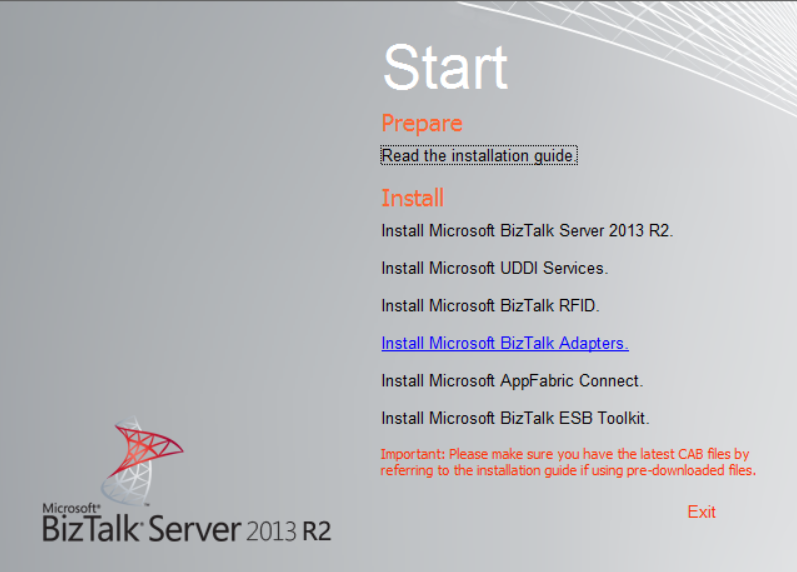 Start
Prepare
Read the installation guide.
Install
Install Microsoft BizTalk Server 2013 R2.
Install Microsoft UDDI Services.
Install Microsoft BizTalk RFID.
Install Microsoft BizTalk Adapters.
Install Microsoft AppFabric Connect.
Install Microsoft BizTalk ESB Toolkit.
Important: Please make sure you have the latest CAB files by
referring to the installation guide if using pre-downloaded files.
Exit
Microsoft®
BizTalk® Server 2013 R2